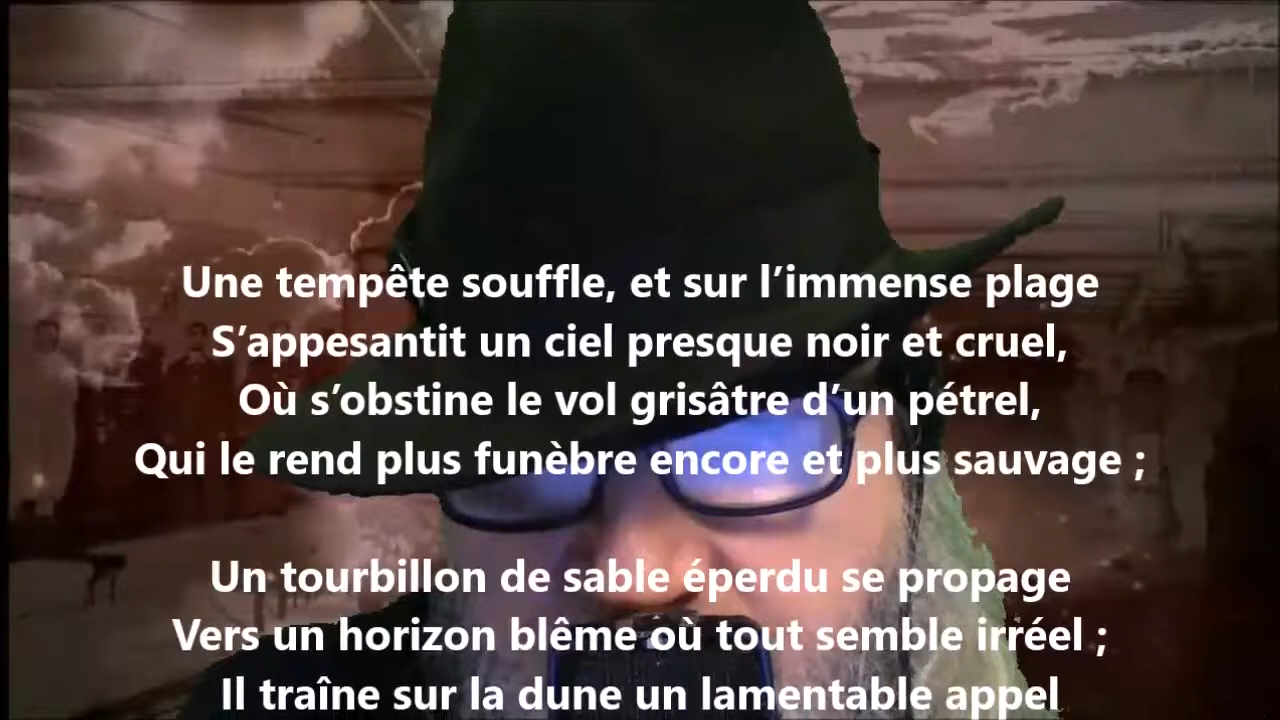 Une tempête souffle, et sur l’immense plage
S’appesantit un ciel presque noir et cruel,
Où s’obstine le vol grisâtre d’un pétrel,
Qui le rend plus funèbre encore et plus sauvage ;
Un tourbillon de sable éperdu se propage
Vers un horizon blême où tout semble irréel ;
Il traîne sur la dune un lamentable appel